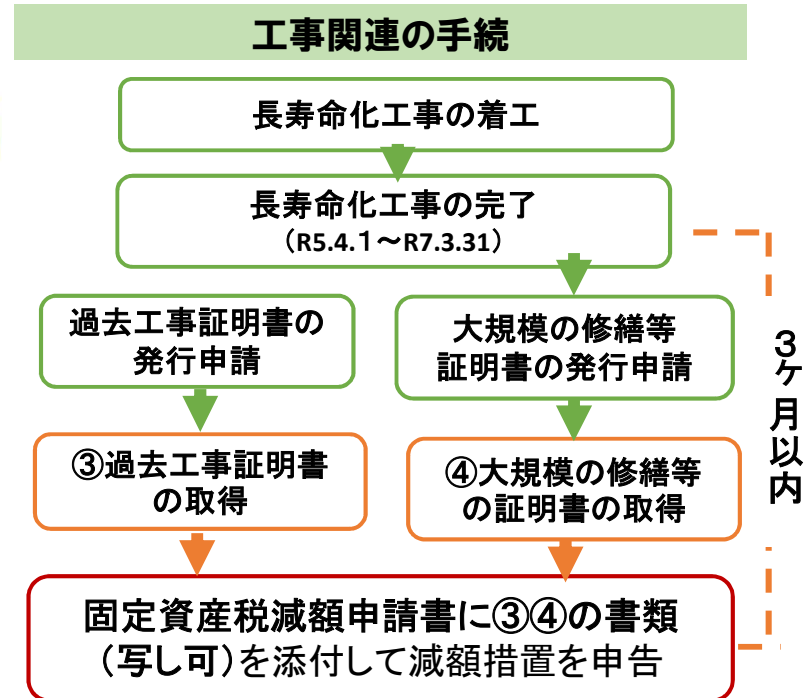 工事関連の手続
長寿命化工事の着工
長寿命化工事の完了
（R5.4.1～R7.3.31）
過去工事証明書の
発行申請
大規模の修繕等
証明書の発行申請
③過去工事証明書
の取得
④大規模の修繕等
の証明書の取得
3ヶ月以内
固定資産税減額申請書に③④の書類
（写し可）を添付して減額措置を申告